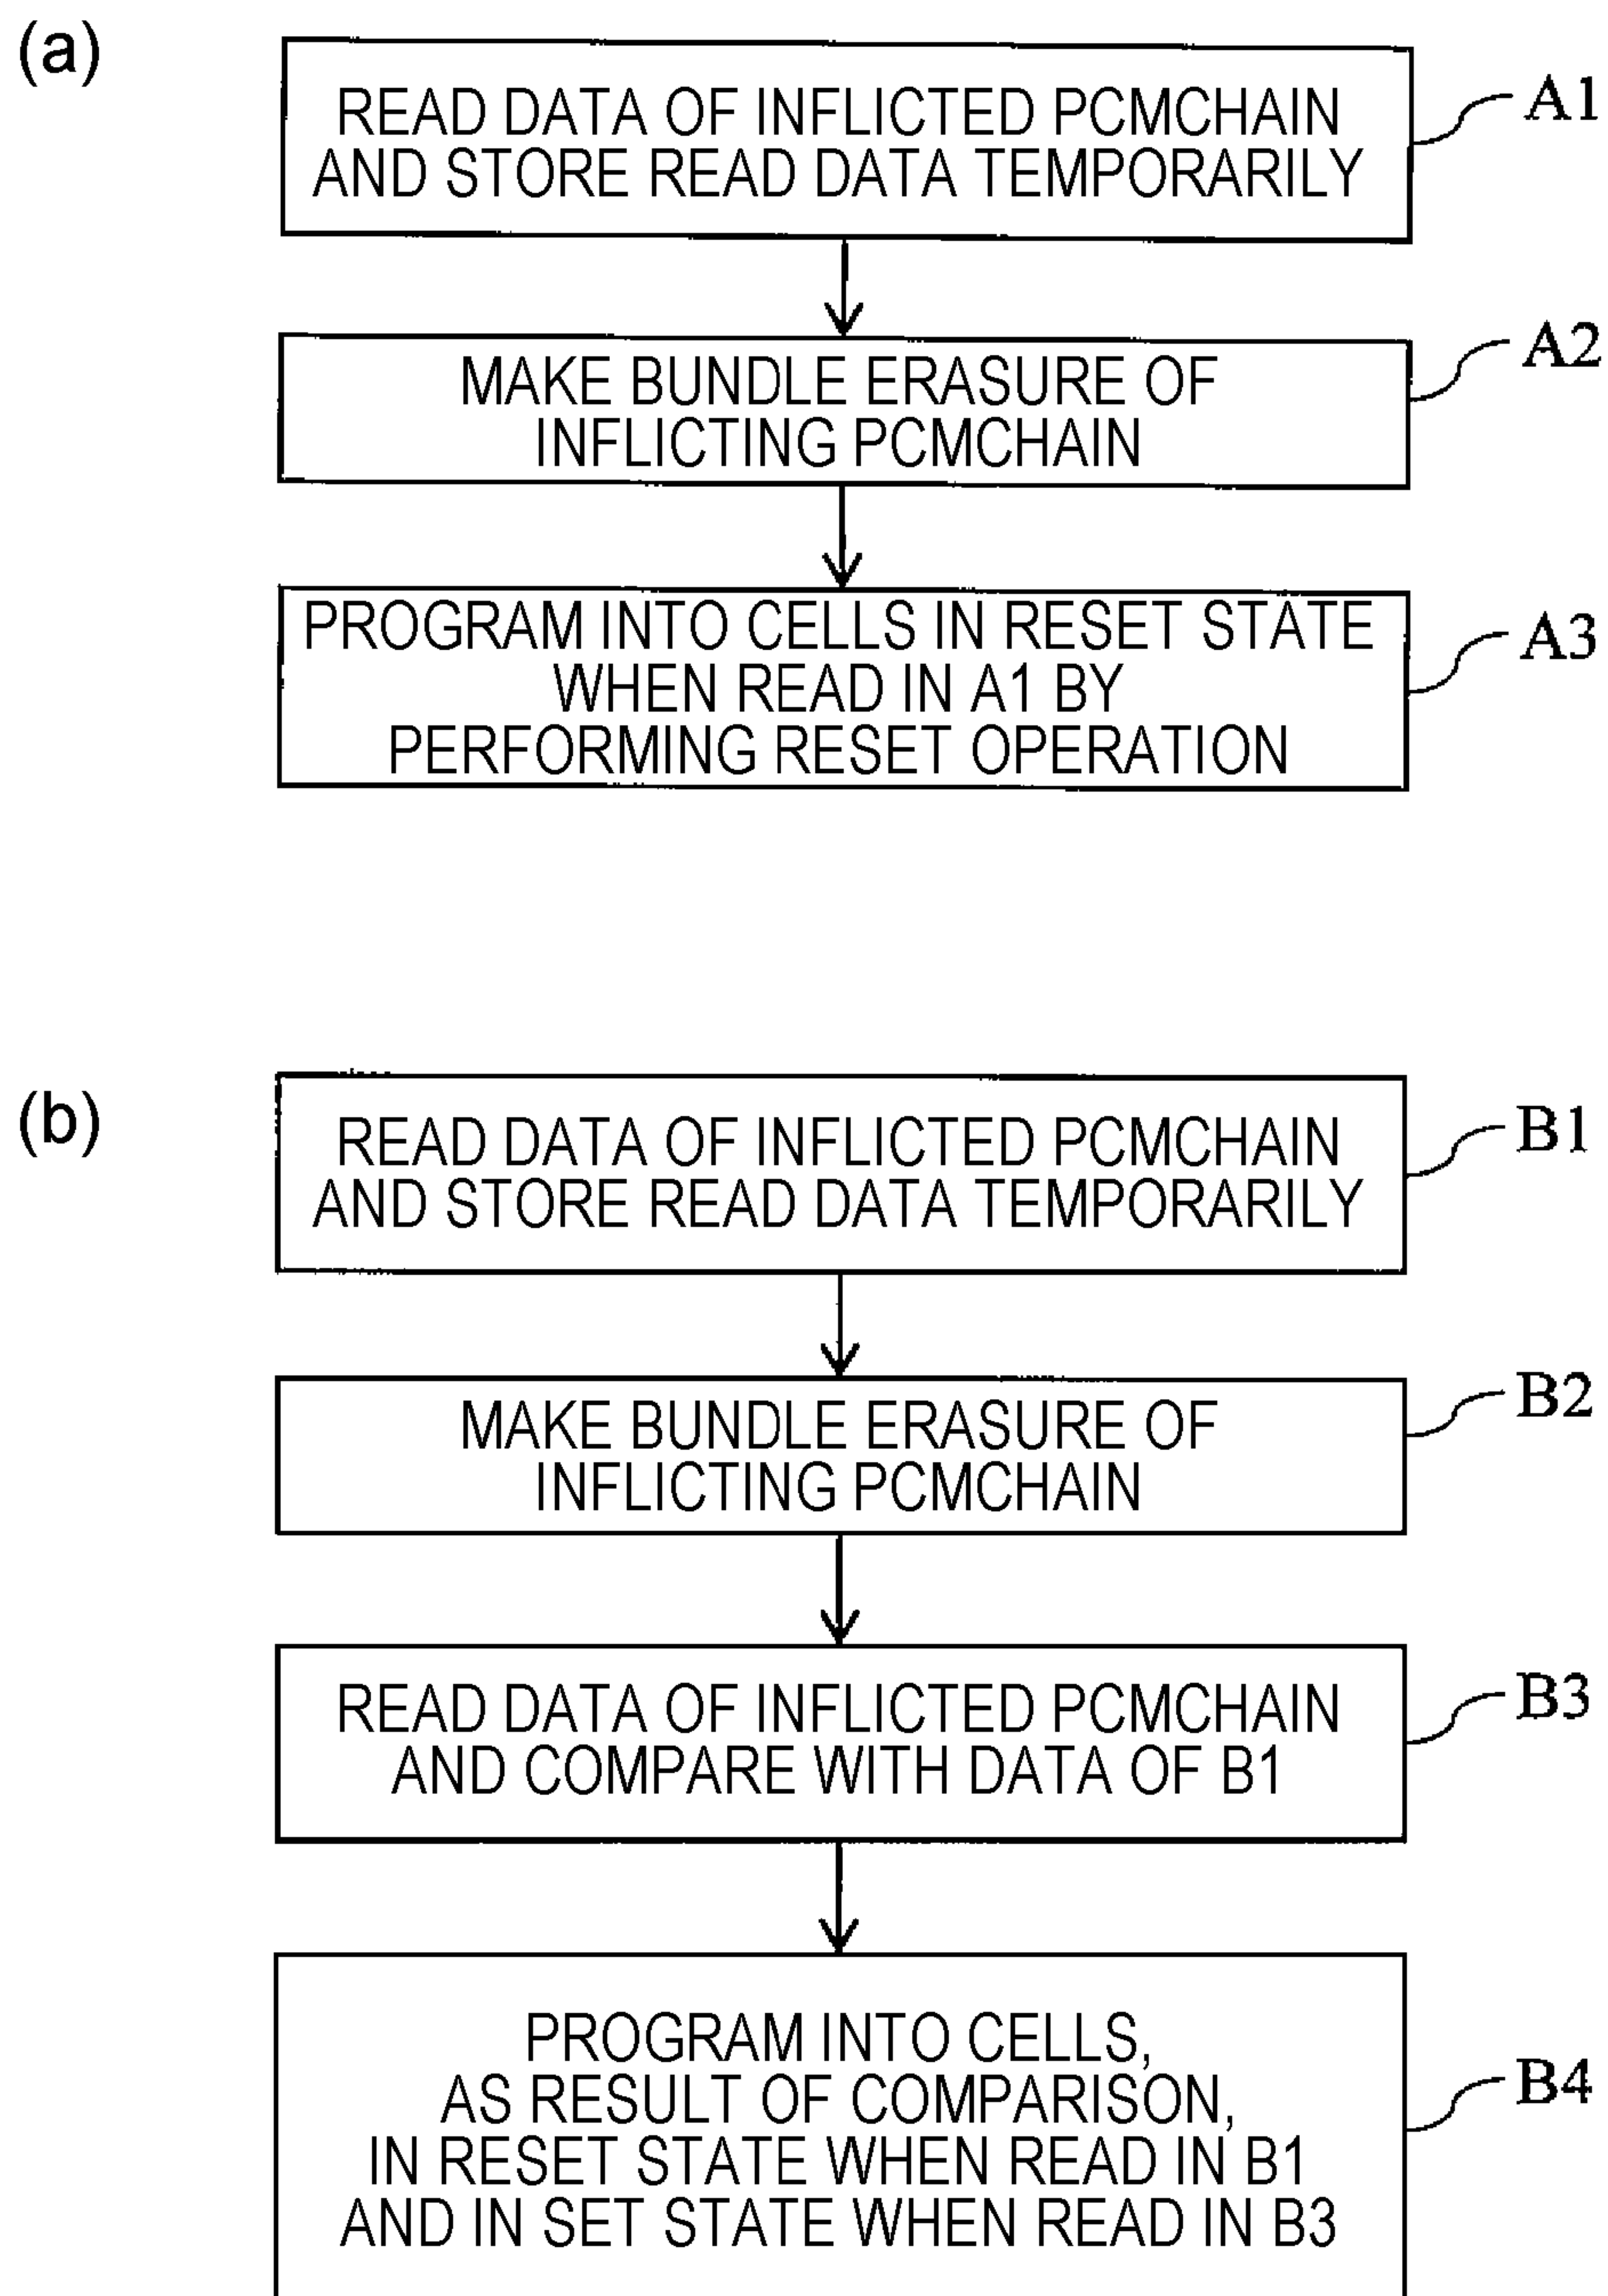 (a)
READ DATA OF INFLICTED PCMCHAIN
AND STORE READ DATA TEMPORARILY
A1
MAKE BUNDLE ERASURE OF
INFLICTING PCMCHAIN
A2
PROGRAM INTO CELLS IN RESET STATE
WHEN READ IN A1 BY
PERFORMING RESET OPERATION
A3
(b)
READ DATA OF INFLICTED PCMCHAIN
AND STORE READ DATA TEMPORARILY
B1
MAKE BUNDLE ERASURE OF
INFLICTING PCMCHAIN
B2
READ DATA OF INFLICTED PCMCHAIN
AND COMPARE WITH DATA OF B1
B3
PROGRAM INTO CELLS,
AS RESULT OF COMPARISON,
IN RESET STATE WHEN READ IN B1
AND IN SET STATE WHEN READ IN B3
B4